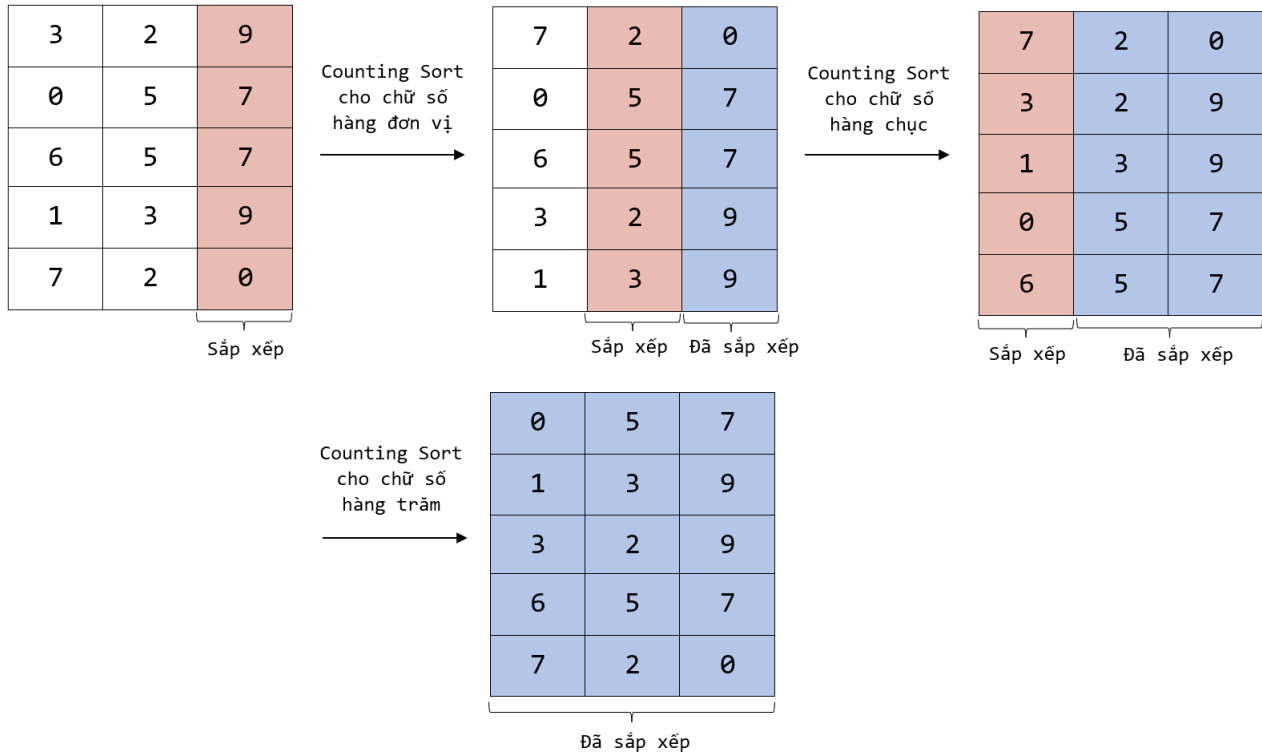 3 2 9
0 5 7
6 5 7
1 3 9
7 2 0
Sắp xếp
Counting Sort
cho chữ số
hàng đơn vị
7 2 0
0 5 7
6 5 7
3 2 9
1 3 9
Sắp xếp Đã sắp xếp
Counting Sort
cho chữ số
hàng chục
7 2 0
3 2 9
1 3 9
0 5 7
6 5 7
Sắp xếp Đã sắp xếp
Counting Sort
cho chữ số
hàng trăm
0 5 7
1 3 9
3 2 9
6 5 7
7 2 0
Đã sắp xếp